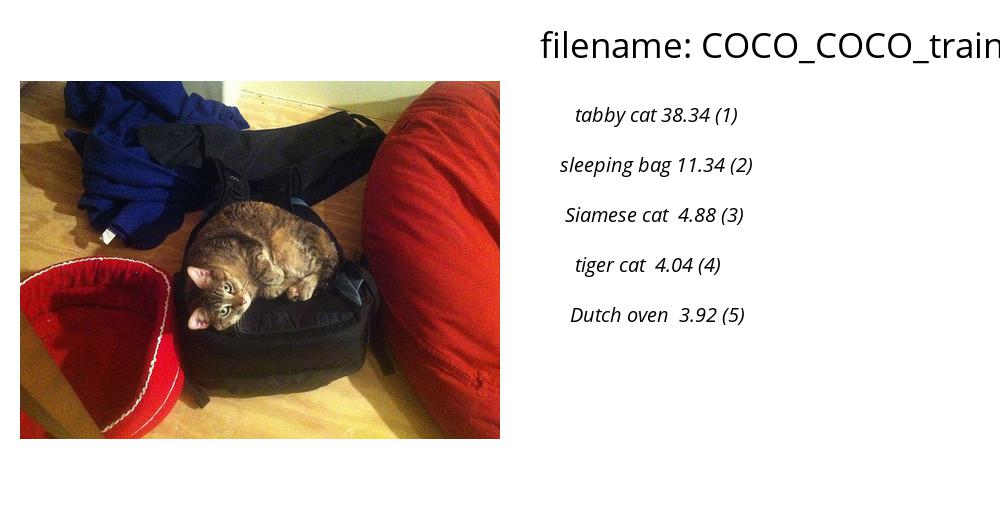 filename: COCO_COCO_train
tabby cat 38.34 (1)
sleeping bag 11.34 (2)
Siamese cat 4.88 (3)
tiger cat 4.04 (4)
Dutch oven 3.92 (5)